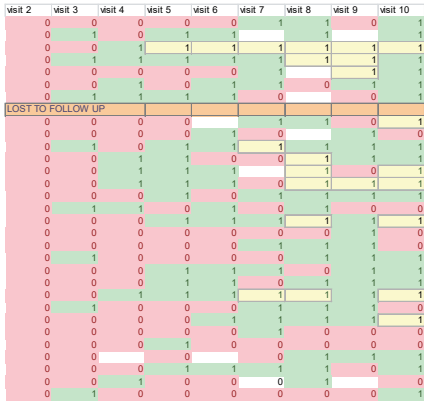 visit 2 visit 3 visit 4 visit 5 visit 6 visit 7 visit 8 visit 9 visit 10
0 0 0 0 0 1 1 0 1
0 1 0 1 1 1 1
0 0 1 1 1 1 1 1 1
0 1 1 1 1 1 1 1 1
0 0 0 0 0 1 1 1
0 0 1 0 1 1 0 1 1
0 1 1 1 1 0 0 1
LOST TO FOLLOW UP
0 0 0 0 1 1 0 1
0 0 0 0 1 0 1 0
0 1 0 1 1 1 1 1 1
0 0 1 1 0 0 1 1 1
0 0 1 1 1 1 0 1
0 0 1 1 1 0 1 1 1
0 0 0 1 0 1 1 1 1
0 1 1 0 1 0 1 0 0
0 0 0 1 1 1 1 1 1
0 0 0 0 0 0 0 1 0
0 0 0 0 0 1 1 1 0
0 1 0 0 0 0 1 1 1
0 0 0 1 1 1 0 1 1
0 0 0 0 1 0 1 1 1
0 0 1 1 1 1 1 1 1
0 1 0 0 0 1 1 1 0
0 0 0 0 1 1 1 1 1
0 0 0 0 0 1 0 0 0
0 0 0 1 0 0 0 0 0
0 0 0 0 1 1 1
0 0 0 1 1 1 1 0 1
0 0 1 0 0 0 1 0
0 1 0 0 0 0 0 0 1